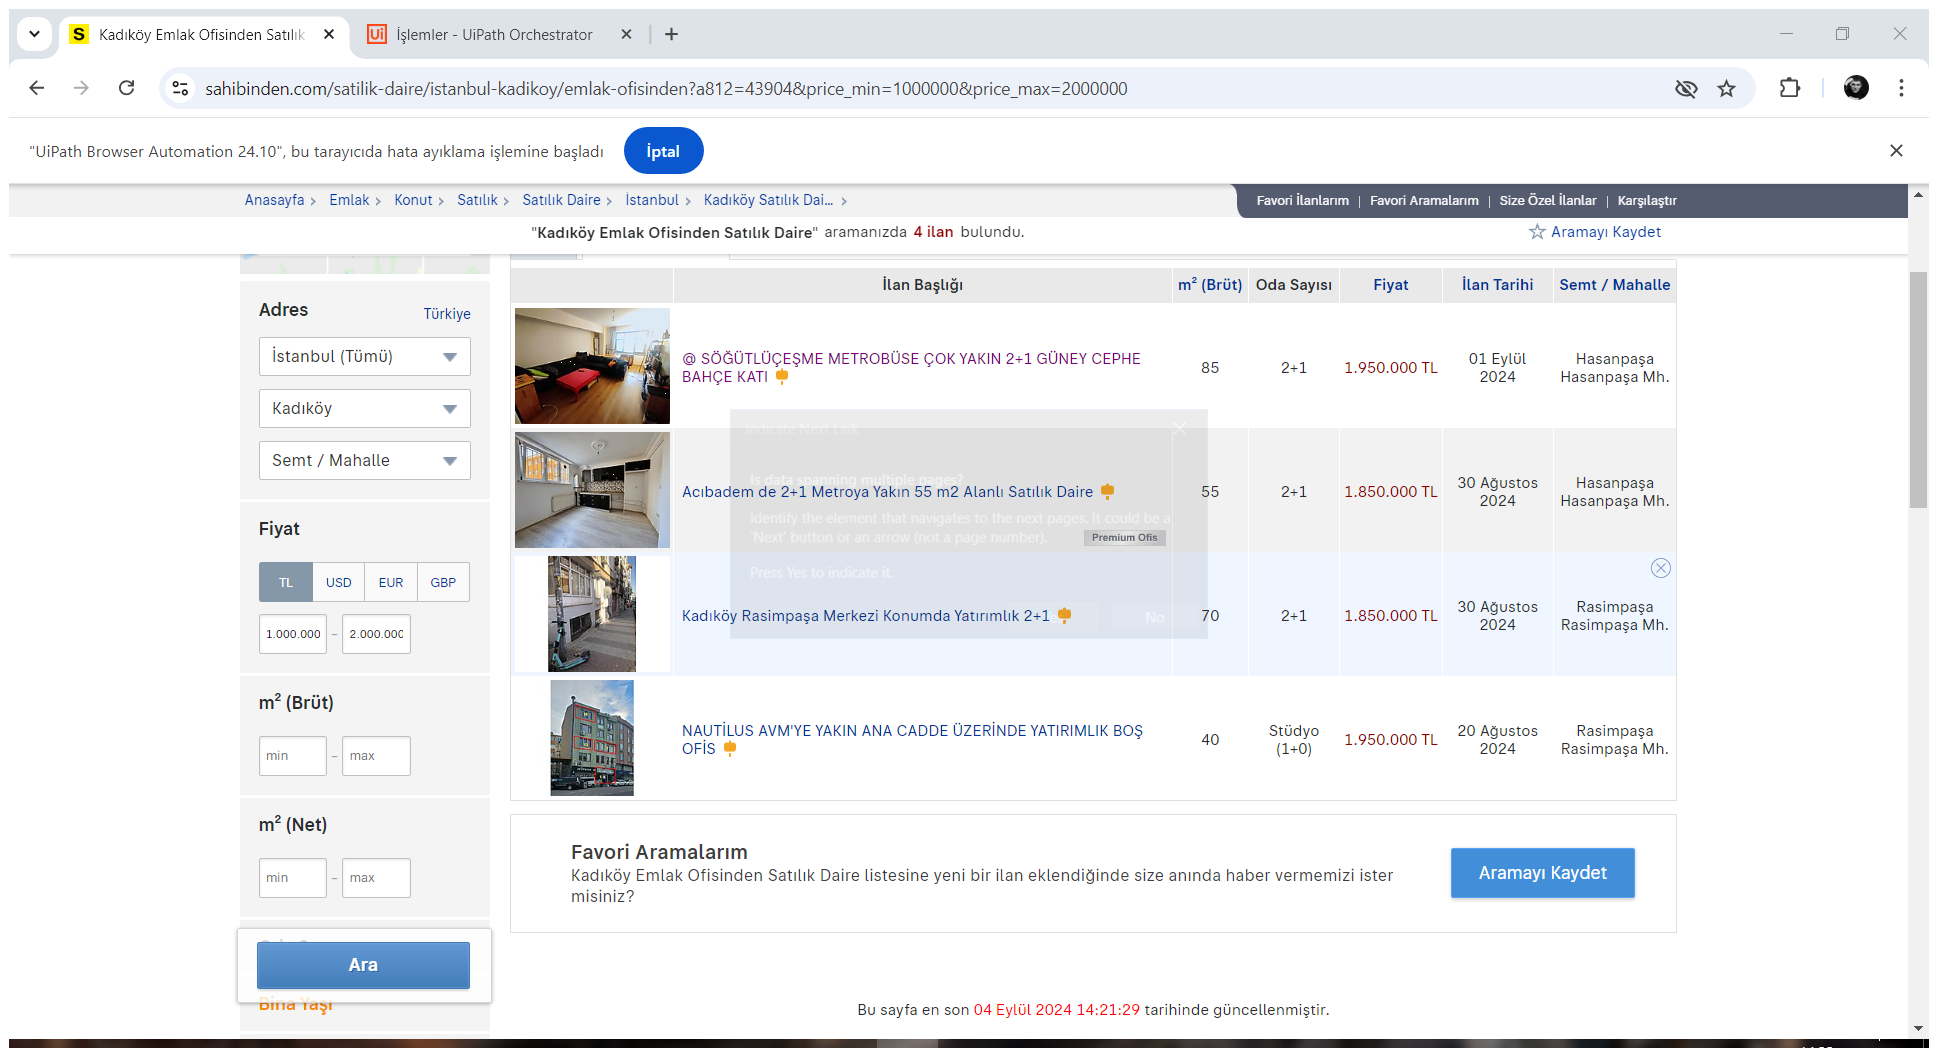 S Kadıköy Emlak Ofisinden Satılık
Ui İşlemler - UiPath Orchestrator
sahibinden.com/satilik-daire/istanbul-kadikoy/emlak-ofisinden?a812=43904&price_min=1000000&price_max=2000000
"UiPath Browser Automation 24.10", bu tarayıcıda hata ayıklama işlemine başladı
İptal
Anasayfa > Emlak > Konut > Satılık > Satılık Daire > İstanbul > Kadıköy Satılık Dai... >
Favori İlanlarım | Favori Aramalarım | Size Özel İlanlar | Karşılaştır
"Kadıköy Emlak Ofisinden Satılık Daire" aramanızda 4 ilan bulundu.
Aramayı Kaydet
Adres
Türkiye
İstanbul (Tümü)
Kadıköy
Semt / Mahalle
Fiyat
TL USD EUR GBP
1.000.000 – 2.000.000
m² (Brüt)
min – max
m² (Net)
min – max
Ara
Bina Yaşı
İlan Başlığı m² (Brüt) Oda Sayısı Fiyat İlan Tarihi Semt / Mahalle
@ SÖĞÜTLÜÇEŞME METROBÜSE ÇOK YAKIN 2+1 GÜNEY CEPHE
BAHÇE KATI
85 2+1 1.950.000 TL
01 Eylül
2024
Hasanpaşa
Hasanpaşa Mh.
Indicate Next Link
Is data spanning multiple pages?
Acıbadem de 2+1 Metroya Yakın 55 m2 Alanlı Satılık Daire
55 2+1 1.850.000 TL
30 Ağustos
2024
Hasanpaşa
Hasanpaşa Mh.
Identify the element that navigates to the next pages. It could be a
'Next' button or an arrow (not a page number).
Premium Ofis
Press Yes to indicate it.
No
Kadıköy Rasimpaşa Merkezi Konumda Yatırımlık 2+1
70 2+1 1.850.000 TL
30 Ağustos
2024
Rasimpaşa
Rasimpaşa Mh.
NAUTİLUS AVM'YE YAKIN ANA CADDE ÜZERİNDE YATIRIMLIK BOŞ
OFİS
40
Stüdyo
(1+0)
1.950.000 TL
20 Ağustos
2024
Rasimpaşa
Rasimpaşa Mh.
Favori Aramalarım
Kadıköy Emlak Ofisinden Satılık Daire listesine yeni bir ilan eklendiğinde size anında haber vermemizi ister
misiniz?
Aramayı Kaydet
Bu sayfa en son 04 Eylül 2024 14:21:29 tarihinde güncellenmiştir.